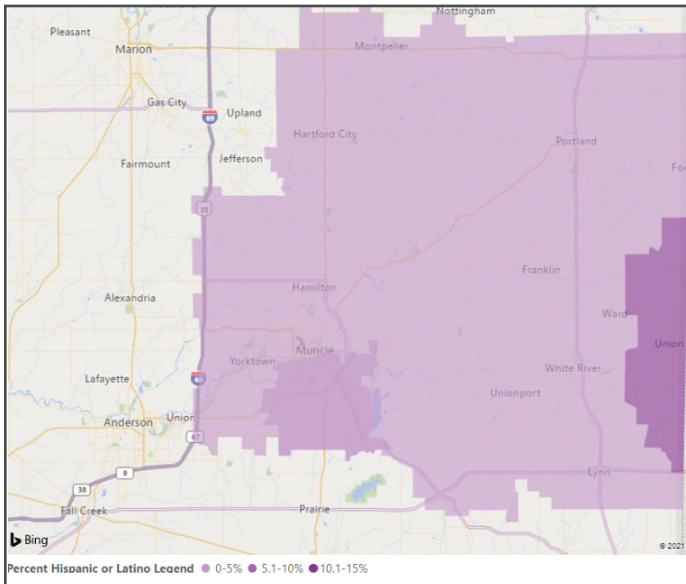 Nottingham
Pleasant
Marion
Montpelier
Gas City
Upland
69
Hartford City
Portland
Jefferson
Fairmount
For
35
Franklin
Hamilton
Alexandria
Ward
Union
Yorktown
Muncie
White River
Lafayette
69
Unionport
Anderson
Union
67
9
Lynn
38
Fall Creek
Prairie
Bing
© 2021
Percent Hispanic or Latino Legend 0-5% 5.1-10% 10.1-15%